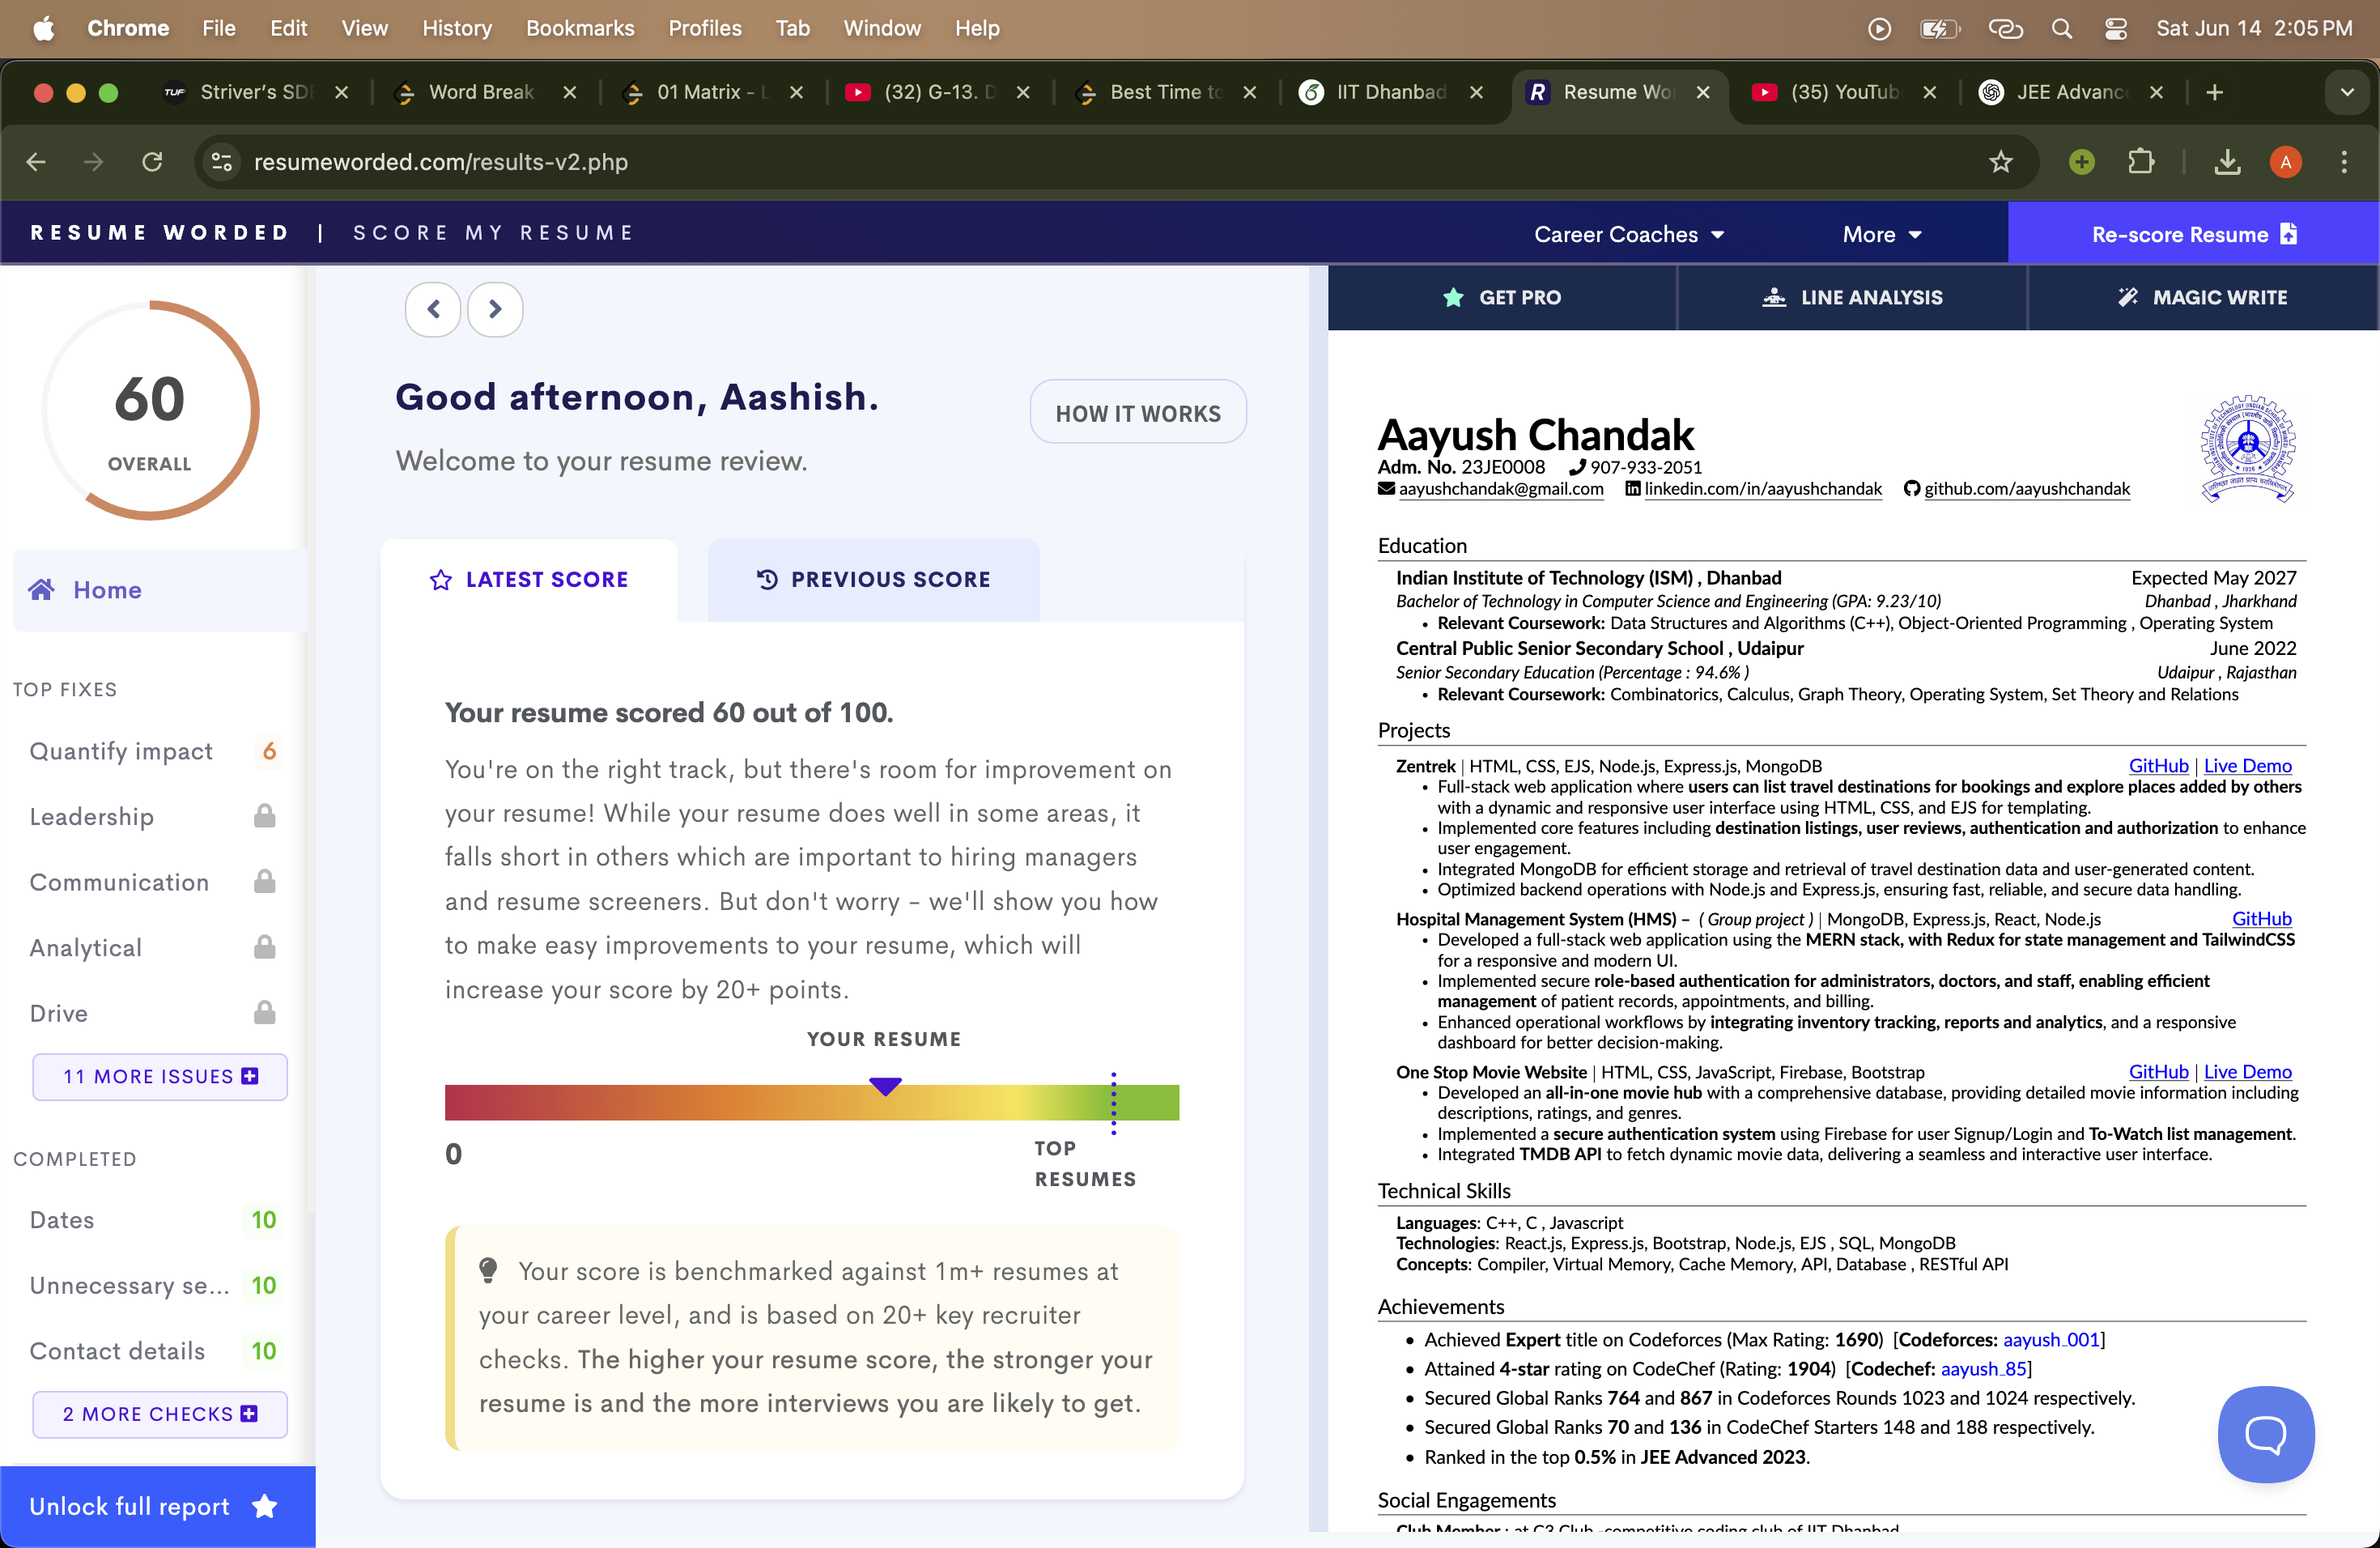 Chrome File Edit View History Bookmarks Profiles Tab Window Help Sat Jun 14 2:05 PM
TUF Striver's SDE Word Break 01 Matrix - L (32) G-13. D Best Time to IIT Dhanbad Resume Wor (35) YouTub JEE Advance
resumeworded.com/results-v2.php A
RESUME WORDED | SCORE MY RESUME Career Coaches More Re-score Resume
60
OVERALL
Home
TOP FIXES
Quantify impact 6
Leadership
Communication
Analytical
Drive
11 MORE ISSUES
COMPLETED
Dates 10
Unnecessary se... 10
Contact details 10
2 MORE CHECKS
Unlock full report
Good afternoon, Aashish.
HOW IT WORKS
Welcome to your resume review.
LATEST SCORE PREVIOUS SCORE
Your resume scored 60 out of 100.
You're on the right track, but there's room for improvement on
your resume! While your resume does well in some areas, it
falls short in others which are important to hiring managers
and resume screeners. But don't worry – we'll show you how
to make easy improvements to your resume, which will
increase your score by 20+ points.
YOUR RESUME
0
TOP
RESUMES
Your score is benchmarked against 1m+ resumes at
your career level, and is based on 20+ key recruiter
checks. The higher your resume score, the stronger your
resume is and the more interviews you are likely to get.
GET PRO LINE ANALYSIS MAGIC WRITE
Aayush Chandak
Adm. No. 23JE0008 907-933-2051
aayushchandak@gmail.com linkedin.com/in/aayushchandak github.com/aayushchandak
Education
Indian Institute of Technology (ISM) , Dhanbad Expected May 2027
Bachelor of Technology in Computer Science and Engineering (GPA: 9.23/10) Dhanbad , Jharkhand
• Relevant Coursework: Data Structures and Algorithms (C++), Object-Oriented Programming , Operating System
Central Public Senior Secondary School , Udaipur June 2022
Senior Secondary Education (Percentage : 94.6% ) Udaipur , Rajasthan
• Relevant Coursework: Combinatorics, Calculus, Graph Theory, Operating System, Set Theory and Relations
Projects
Zentrek | HTML, CSS, EJS, Node.js, Express.js, MongoDB GitHub | Live Demo
• Full-stack web application where users can list travel destinations for bookings and explore places added by others
with a dynamic and responsive user interface using HTML, CSS, and EJS for templating.
• Implemented core features including destination listings, user reviews, authentication and authorization to enhance
user engagement.
• Integrated MongoDB for efficient storage and retrieval of travel destination data and user-generated content.
• Optimized backend operations with Node.js and Express.js, ensuring fast, reliable, and secure data handling.
Hospital Management System (HMS) – ( Group project ) | MongoDB, Express.js, React, Node.js GitHub
• Developed a full-stack web application using the MERN stack, with Redux for state management and TailwindCSS
for a responsive and modern UI.
• Implemented secure role-based authentication for administrators, doctors, and staff, enabling efficient
management of patient records, appointments, and billing.
• Enhanced operational workflows by integrating inventory tracking, reports and analytics, and a responsive
dashboard for better decision-making.
One Stop Movie Website | HTML, CSS, JavaScript, Firebase, Bootstrap GitHub | Live Demo
• Developed an all-in-one movie hub with a comprehensive database, providing detailed movie information including
descriptions, ratings, and genres.
• Implemented a secure authentication system using Firebase for user Signup/Login and To-Watch list management.
• Integrated TMDB API to fetch dynamic movie data, delivering a seamless and interactive user interface.
Technical Skills
Languages: C++, C , Javascript
Technologies: React.js, Express.js, Bootstrap, Node.js, EJS , SQL, MongoDB
Concepts: Compiler, Virtual Memory, Cache Memory, API, Database , RESTful API
Achievements
• Achieved Expert title on Codeforces (Max Rating: 1690) [Codeforces: aayush_001]
• Attained 4-star rating on CodeChef (Rating: 1904) [Codechef: aayush_85]
• Secured Global Ranks 764 and 867 in Codeforces Rounds 1023 and 1024 respectively.
• Secured Global Ranks 70 and 136 in CodeChef Starters 148 and 188 respectively.
• Ranked in the top 0.5% in JEE Advanced 2023.
Social Engagements
Club Member : at C3 Club -competitive coding club of IIT Dhanbad